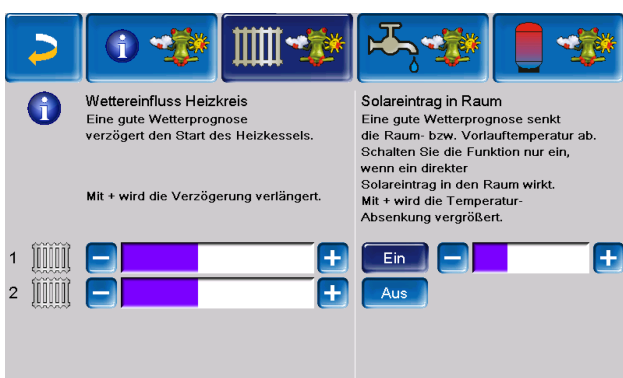 Wettereinfluss Heizkreis
Eine gute Wetterprognose
verzögert den Start des Heizkessels.
Mit + wird die Verzögerung verlängert.
Solareintrag in Raum
Eine gute Wetterprognose senkt
die Raum- bzw. Vorlauftemperatur ab.
Schalten Sie die Funktion nur ein,
wenn ein direkter
Solareintrag in den Raum wirkt.
Mit + wird die Temperatur-
Absenkung vergrößert.
1 − + Ein − +
2 − + Aus